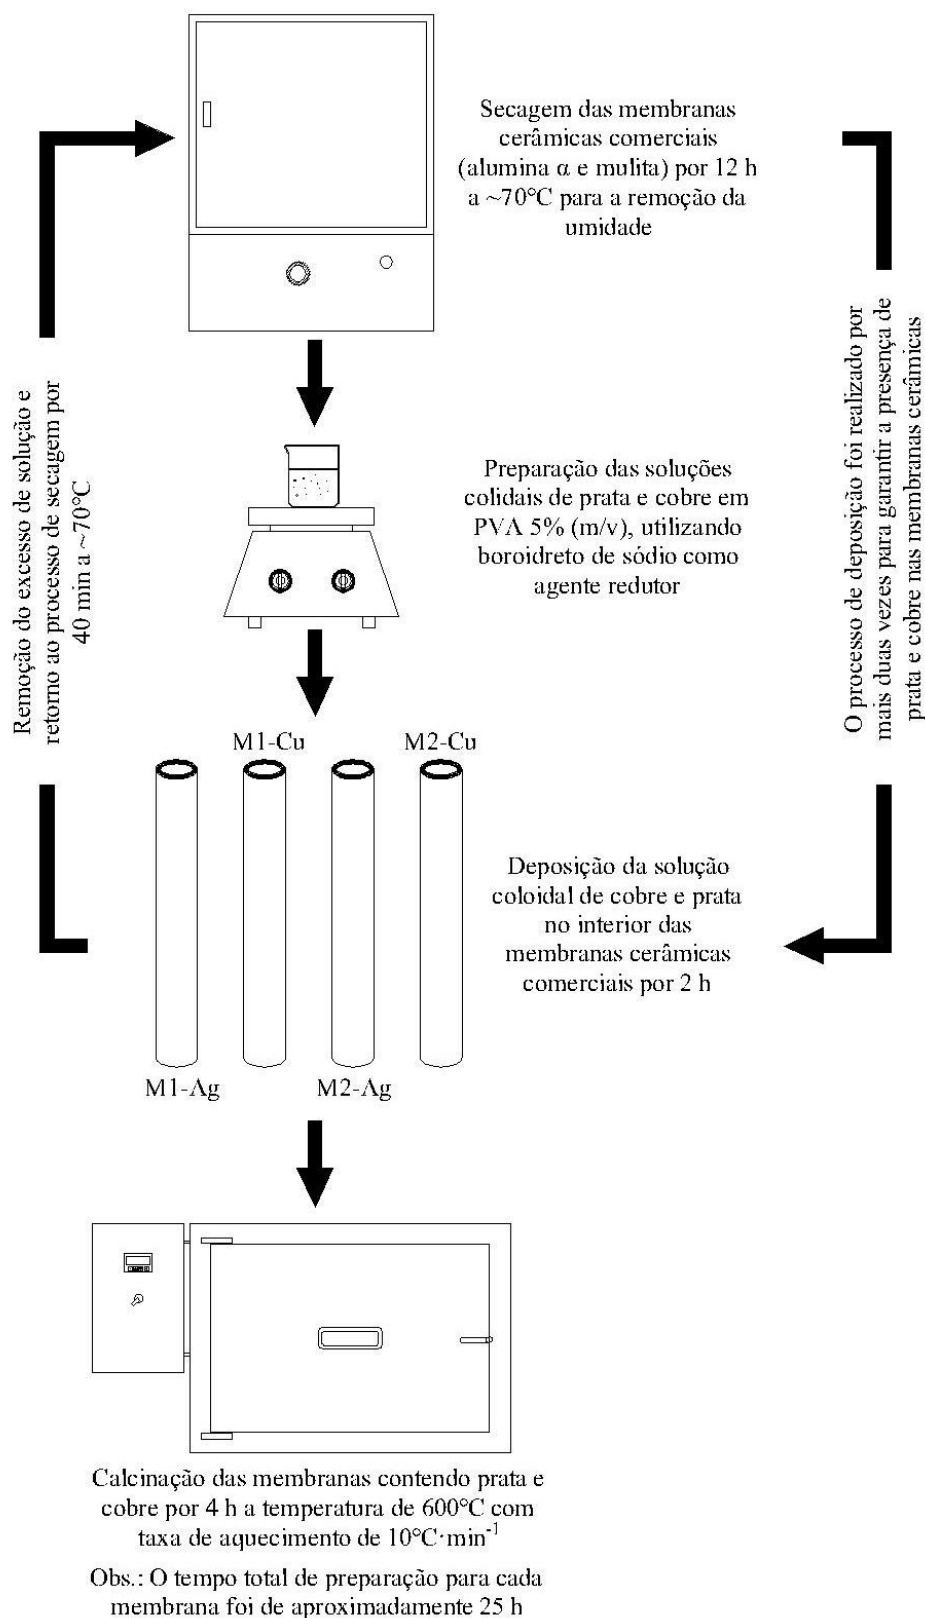 Secagem das membranas
cerâmicas comerciais
(alumina α e mulita) por 12 h
a ~70°C para a remoção da
umidade
Remoção do excesso de solução e
retorno ao processo de secagem por
40 min a ~70°C
O processo de deposição foi realizado por
mais duas vezes para garantir a presença de
prata e cobre nas membranas cerâmicas
Preparação das soluções
colidais de prata e cobre em
PVA 5% (m/v), utilizando
boroidreto de sódio como
agente redutor
M1-Cu
M2-Cu
Deposição da solução
coloidal de cobre e prata
no interior das
membranas cerâmicas
comerciais por 2 h
M1-Ag
M2-Ag
Calcinação das membranas contendo prata e
cobre por 4 h a temperatura de 600°C com
taxa de aquecimento de 10°C·min⁻¹
Obs.: O tempo total de preparação para cada
membrana foi de aproximadamente 25 h